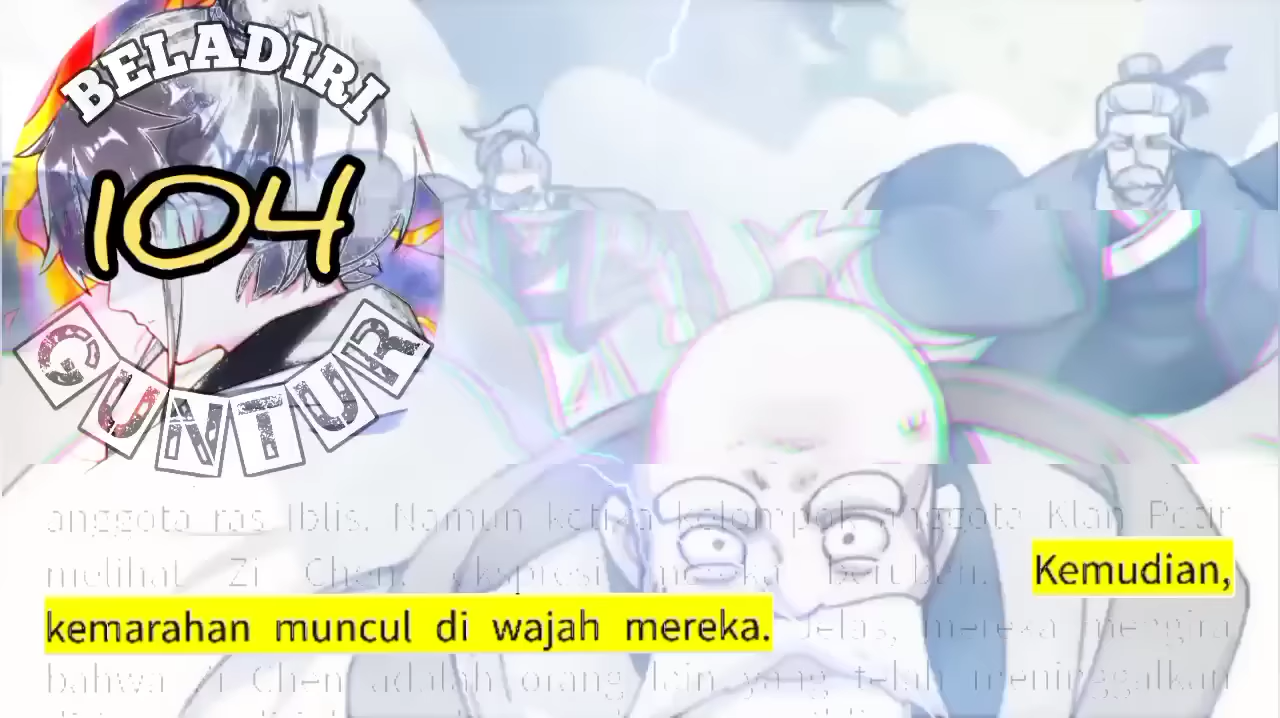 BELADIRI
104
GUNTUR
anggota ras Iblis. Namun ketika kelompok anggota Klan Petir
melihat Zi Chen, ekspresi mereka berubah. Kemudian,
kemarahan muncul di wajah mereka. Jelas, mereka mengira
bahwa Zi Chen adalah orang lain yang telah meninggalkan